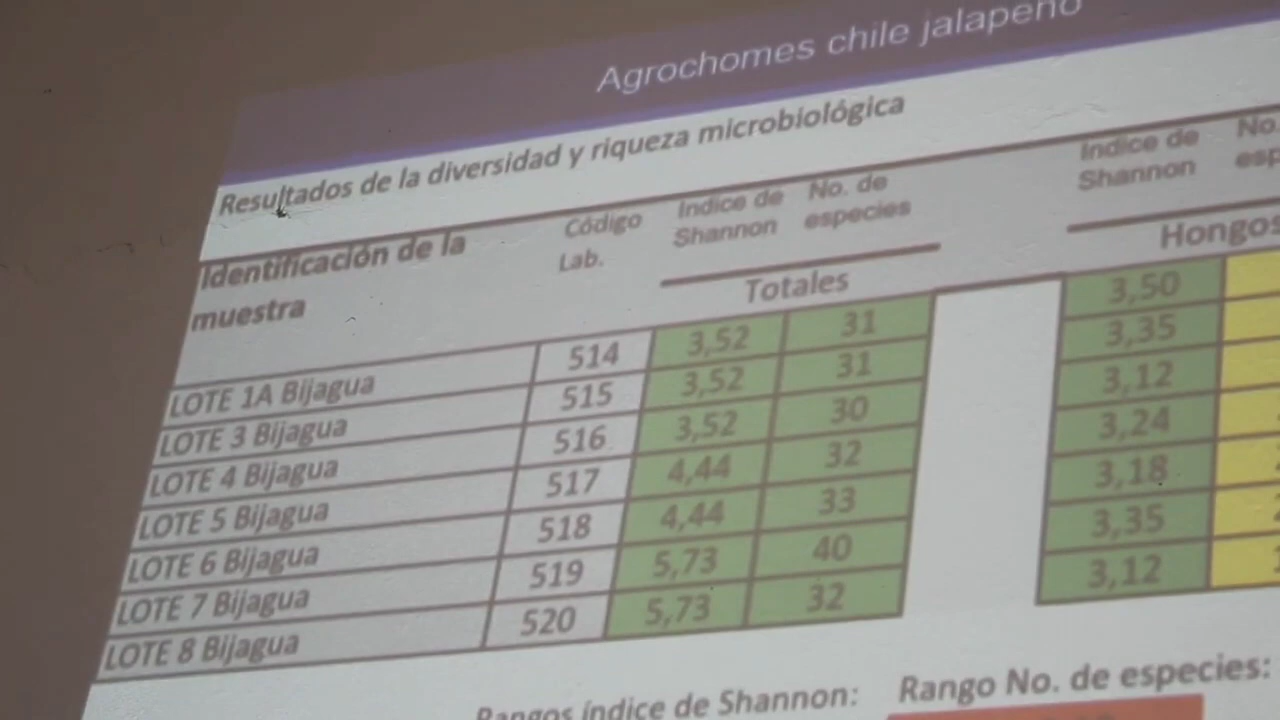 Agrochomes chile jalapeño
Resultados de la diversidad y riqueza microbiológica
Identificación de la muestra Código Lab. Indice de Shannon No. de especies Indice de Shannon No.
Totales Hongos
LOTE 1A Bijagua 514 3,52 31 3,50
LOTE 3 Bijagua 515 3,52 31 3,35
LOTE 4 Bijagua 516 3,52 30 3,12
LOTE 5 Bijagua 517 4,44 32 3,24
LOTE 6 Bijagua 518 4,44 33 3,18
LOTE 7 Bijagua 519 5,73 40 3,35
LOTE 8 Bijagua 520 5,73 32 3,12
Rangos índice de Shannon: Rango No. de especies: